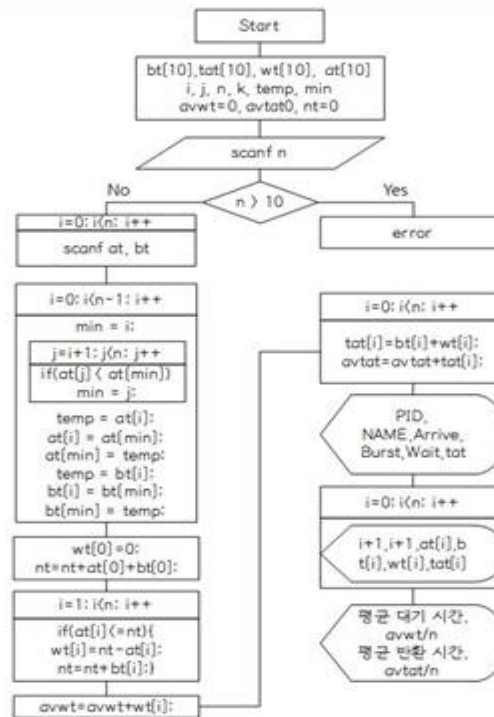 Start
bt[10],tat[10], wt[10], at[10]
i, j, n, k, temp, min
avwt=0, avtat0, nt=0
scanf n
n > 10
No
Yes
error
i=0: i<n: i++
scanf at, bt
i=0: i<n-1: i++
min = i:
j=i+1: j<n: j++
if(at[j] < at[min])
min = j:
temp = at[i]:
at[i] = at[min]:
at[min] = temp:
temp = bt[i]:
bt[i] = bt[min]:
bt[min] = temp:
wt[0]=0:
nt=nt+at[0]+bt[0]:
i=1: i<n: i++
if(at[i]<=nt){
wt[i]=nt-at[i]:
nt=nt+bt[i]:}
avwt=avwt+wt[i]:
i=0: i<n: i++
tat[i]=bt[i]+wt[i]:
avtat=avtat+tat[i]:
PID,
NAME,Arrive,
Burst,Wait,tat
i=0: i<n: i++
i+1,i+1,at[i],b
t[i],wt[i],tat[i]
평균 대기 시간,
avwt/n
평균 반환 시간,
avtat/n